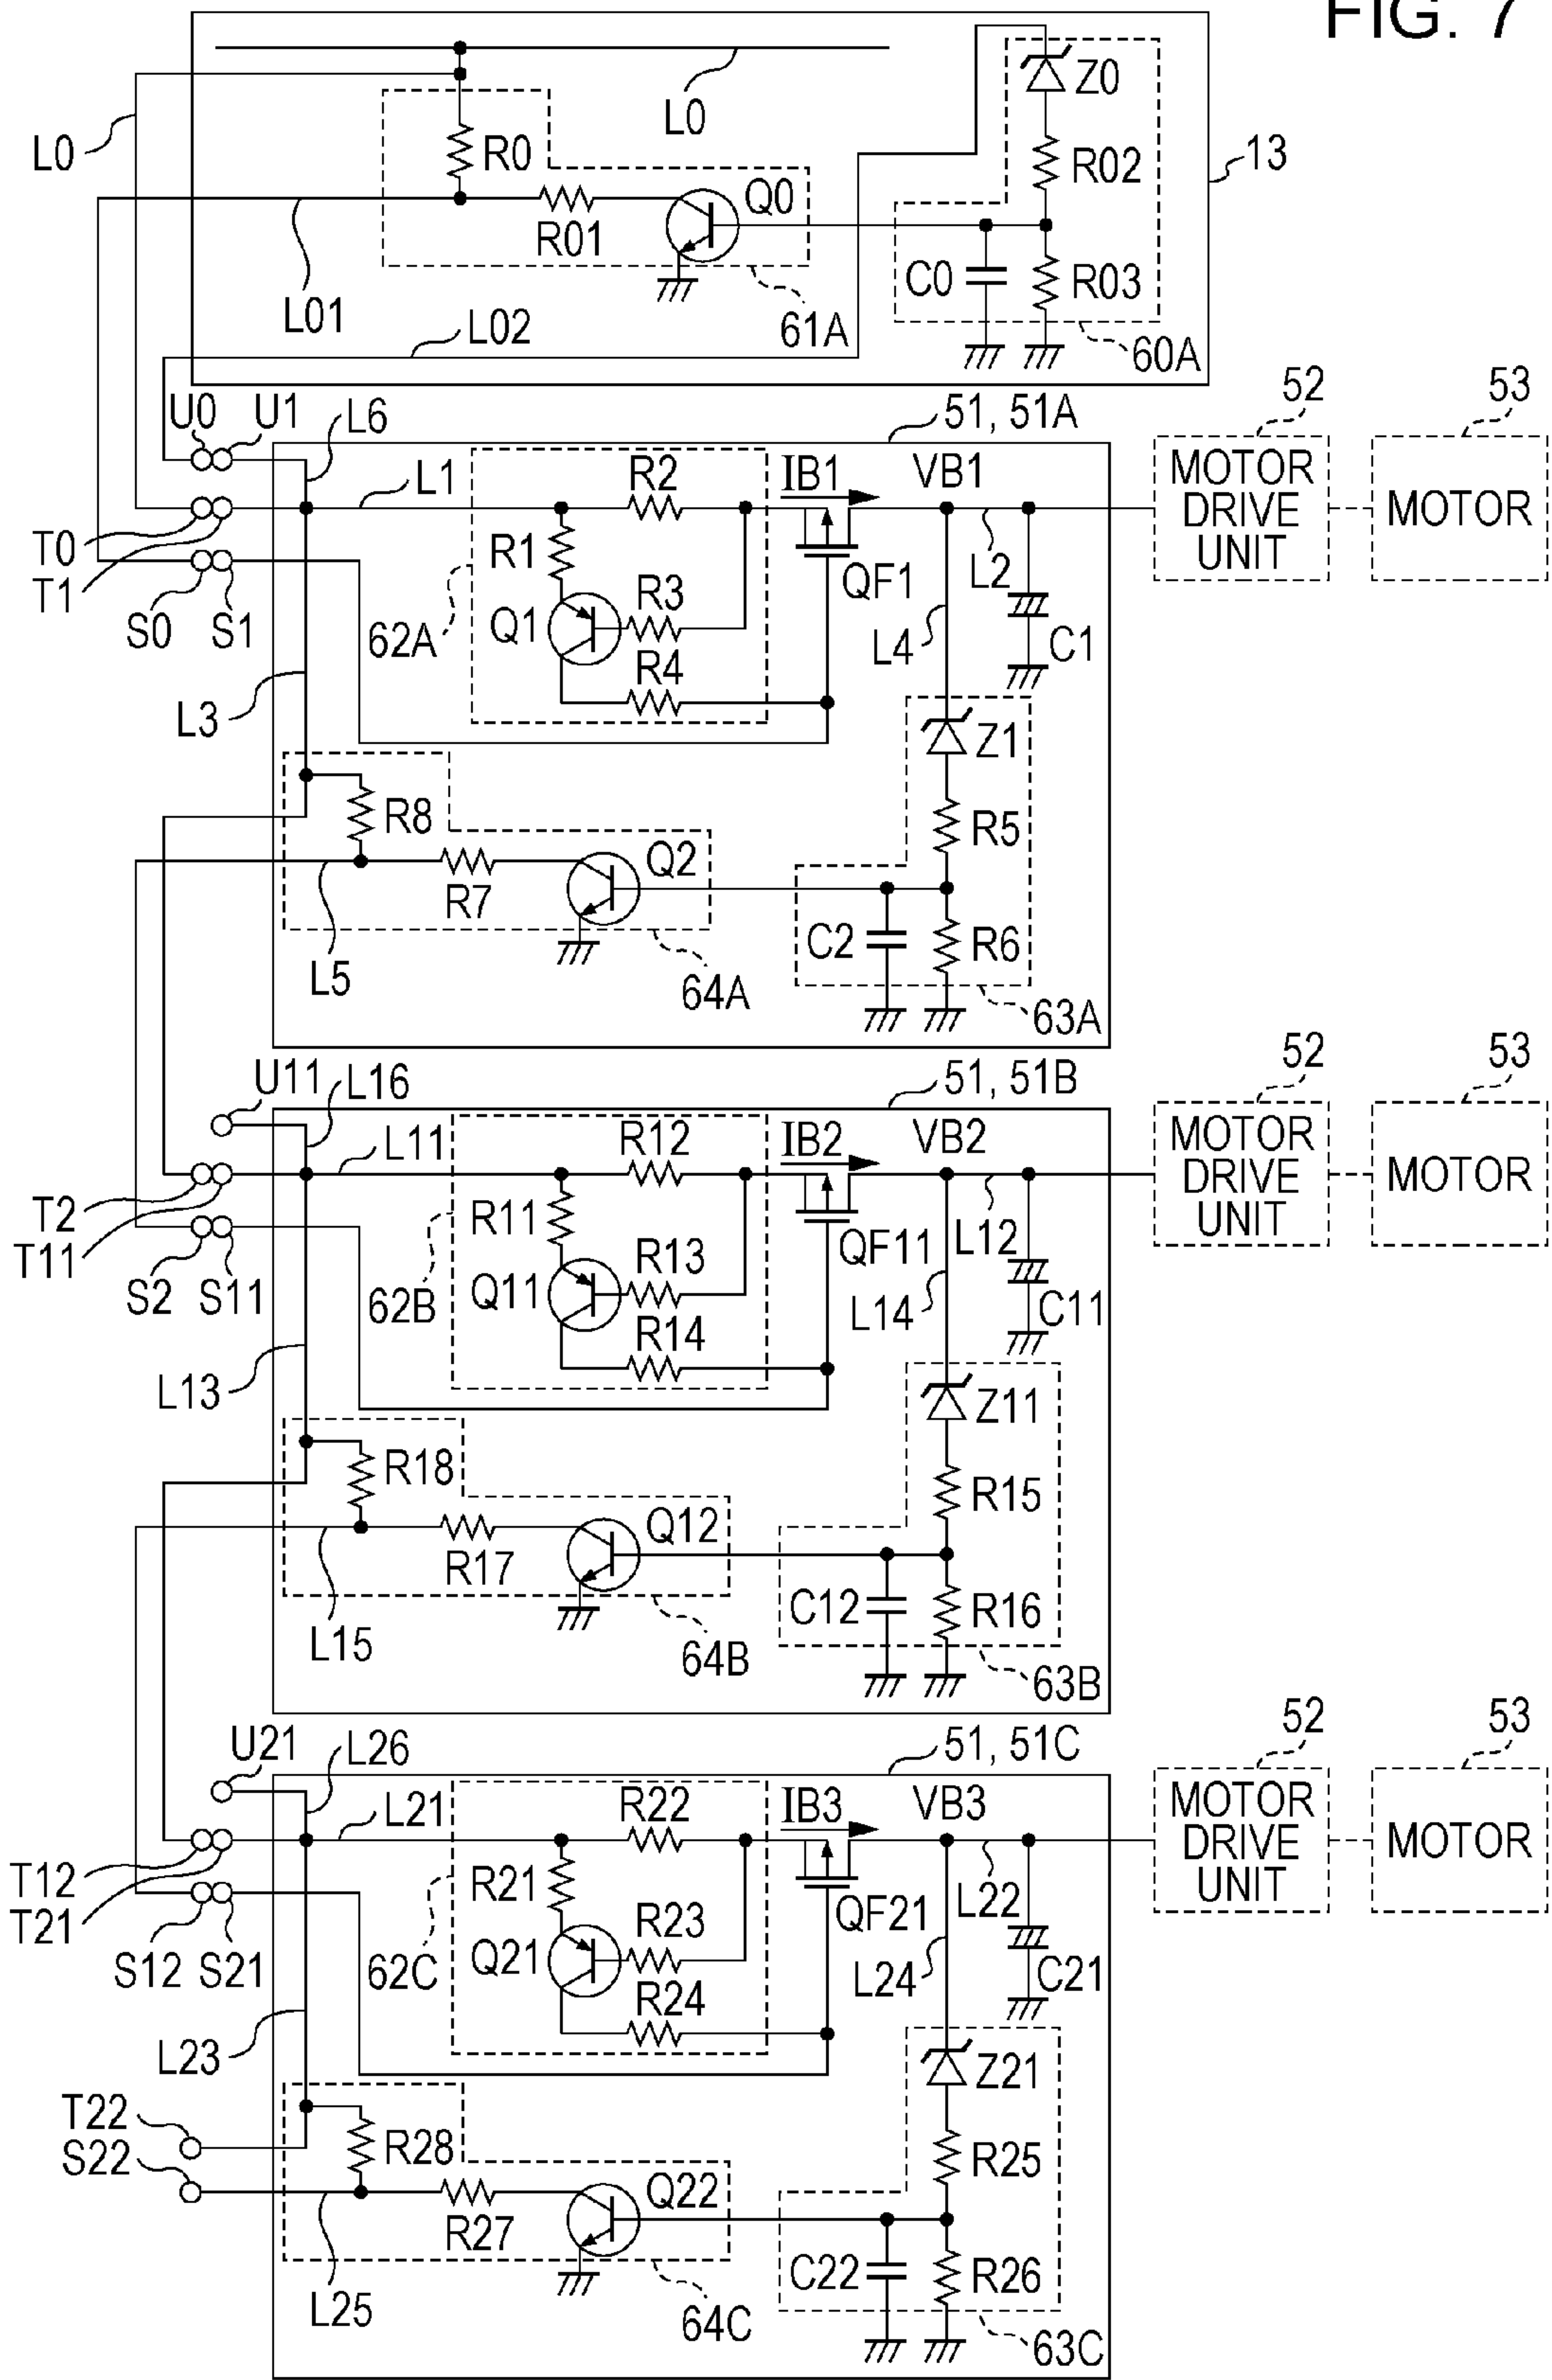 FIG. 7
L0
L0
R0
Z0
R02
13
Q0
R01
C0
R03
L01
L02
61A
60A
U0
U1
L6
51, 51A
52
53
L1
R2
IB1
VB1
MOTOR
DRIVE
UNIT
MOTOR
T0
T1
R1
QF1
L2
S0
S1
62A
Q1
R3
L4
C1
R4
L3
Z1
R8
R5
Q2
R7
C2
R6
L5
64A
63A
U11
L16
51, 51B
52
53
L11
R12
IB2
VB2
MOTOR
DRIVE
UNIT
MOTOR
T2
T11
R11
QF11
L12
S2
S11
62B
Q11
R13
L14
C11
R14
L13
Z11
R18
R15
Q12
R17
C12
R16
L15
64B
63B
U21
L26
51, 51C
52
53
L21
R22
IB3
VB3
MOTOR
DRIVE
UNIT
MOTOR
T12
T21
R21
QF21
L22
S12
S21
62C
Q21
R23
L24
C21
R24
L23
Z21
T22
S22
R28
R25
Q22
R27
C22
R26
L25
64C
63C